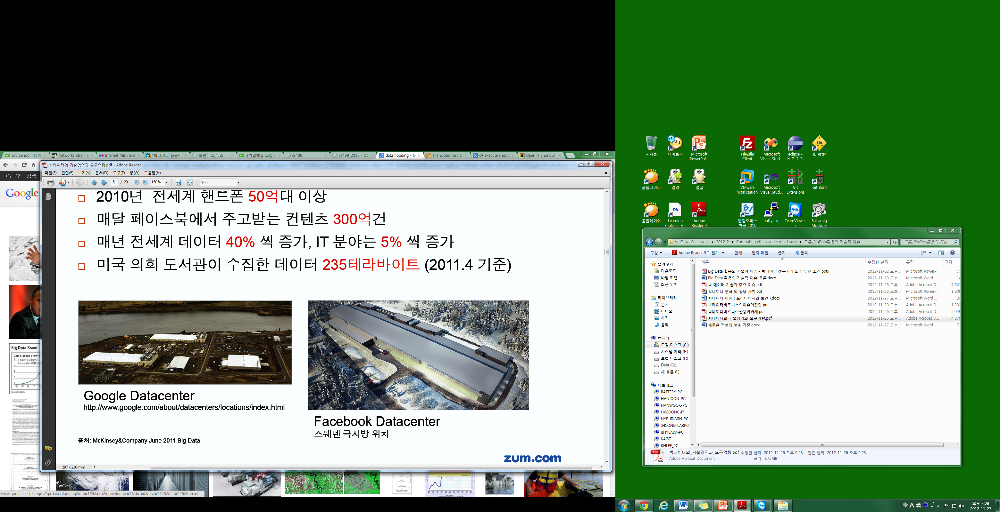 source idc :: 네이
Networks Strain t
Internet Minute In
"빅데이터 활용이
보안뉴스_뉴스
IT취업채널 스칼라
cs489
cs489_2012 - 11
data flooding - Go
The Economist: D
c# execute shortc
Open A Shortcut
빅데이터의_기술영역과_요구역량.pdf - Adobe Reader
파일(F) 편집(E) 보기(V) 문서(D) 도구(T) 창(W) 도움말(H)
5 / 23 150% 찾기
+누구? 검색
Google
2010년 전세계 핸드폰 50억대 이상
매달 페이스북에서 주고받는 컨텐츠 300억건
매년 전세계 데이터 40% 씩 증가, IT 분야는 5% 씩 증가
미국 의회 도서관이 수집한 데이터 235테라바이트 (2011.4 기준)
Google Datacenter
http://www.google.com/about/datacenters/locations/index.html
Facebook Datacenter
스웨덴 극지방 위치
출처: McKinsey&Company June 2011 Big Data
zum.com
297 x 210 mm
Big Data Boom
Data storage growth
In millions of petabytes
8
6
4
2
0
'05 '07 '09 '11
www.google.co.kr/imgres?q=data+flooding&um=1&hl=ko&newwindow=1&tbo=d&biw=1745&bih=926&tbm=isc...
휴지통
네이트온
Microsoft PowerPoi...
FileZilla Client
Microsoft Visual Stud...
eclipse - 바로 가기
IETester
곰플레이어
알약
알집
VMware Workstation
Microsoft Visual Stud...
Git Extensions
Git Bash
곰플레이어
Learning English - V...
Adobe Reader 9
한컴오피스 한글 2010
putty.exe
TeamViewer 7
Balsamiq Mockups
« SI Corsework 2012-2 Computing ethics and social issues 토론_BigData활용의 기술적 이슈
토론_BigData활용의 기술...
구성 Adobe Reader 9로 열기 인쇄 전자 메일 굽기 새 폴더
즐겨찾기
다운로드
바탕 화면
최근 위치
라이브러리
문서
비디오
사진
음악
컴퓨터
로컬 디스크 (C:)
시스템 예약 (E:)
로컬 디스크 (F:)
Data (G:)
새 볼륨 (I:)
네트워크
BATTERY-PC
HANJOON-PC
HANWOOK-PC
HWIDONG-I7
HYE-JINMIN-PC
JHSONG-LABPC
JIHYEAIM-PC
KAIST
KHLEE_PC
이름 수정한 날짜 유형 크기
Big Data 활용의 기술적 이슈 - 빅데이터 전문가가 되기 위한 조건.pptx 2012-11-02 오후... Microsoft PowerP... 77
Big Data 활용의 기술적 이슈_토론.docx 2012-11-20 오후... Microsoft Word ... 14
빅 데이터 기술과 주요 이슈.pdf 2012-11-26 오후... Adobe Acrobat D... 7,741
빅데이터 분석 및 활용 가치.ppt 2012-11-26 오후... Microsoft PowerP... 1,909
빅데이터 이슈 ( 프라이버시와 보안 ).docx 2012-11-27 오후... Microsoft Word ... 24
빅데이터비즈니스의이슈와전망.pdf 2012-11-20 오후... Adobe Acrobat D... 1,392
빅데이터비즈니스활용과과제.pdf 2012-11-26 오후... Adobe Acrobat D... 5,049
빅데이터의_기술영역과_요구역량.pdf 2012-11-26 오후... Adobe Acrobat D... 4,870
새로운 정보의 보호 기준.docx 2012-11-27 오후... Microsoft Word ... 72
빅데이터의_기술영역과_요구역량.pdf 수정한 날짜: 2012-11-26 오후 9:23 만든 날짜: 2012-11-26 오후 9:23
Adobe Acrobat Document 크기: 4.75MB
A 漢
오후 7:08
2012-11-27